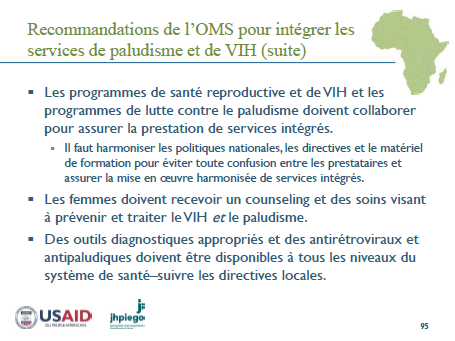 Recommandations de l'OMS pour intégrer les
services de paludisme et de VIH (suite)
▪ Les programmes de santé reproductive et de VIH et les
programmes de lutte contre le paludisme doivent collaborer
pour assurer la prestation de services intégrés.
▪ Il faut harmoniser les politiques nationales, les directives et le matériel
de formation pour éviter toute confusion entre les prestataires et
assurer la mise en œuvre harmonisée de services intégrés.
▪ Les femmes doivent recevoir un counseling et des soins visant
à prévenir et traiter le VIH et le paludisme.
▪ Des outils diagnostiques appropriés et des antirétroviraux et
antipaludiques doivent être disponibles à tous les niveaux du
système de santé–suivre les directives locales.
USAID
jhpiego
95